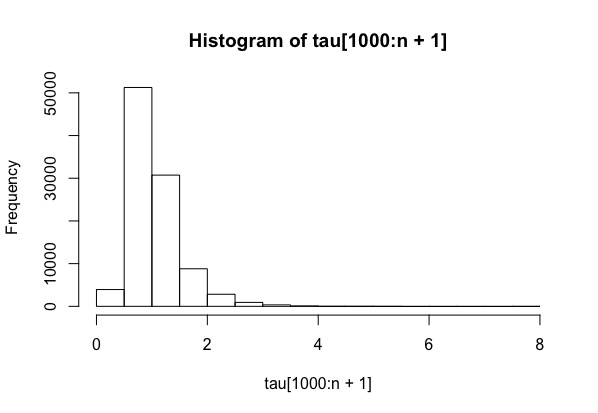 Histogram of tau[1000:n + 1]
Frequency
50000
30000
10000
0
0 2 4 6 8
tau[1000:n + 1]